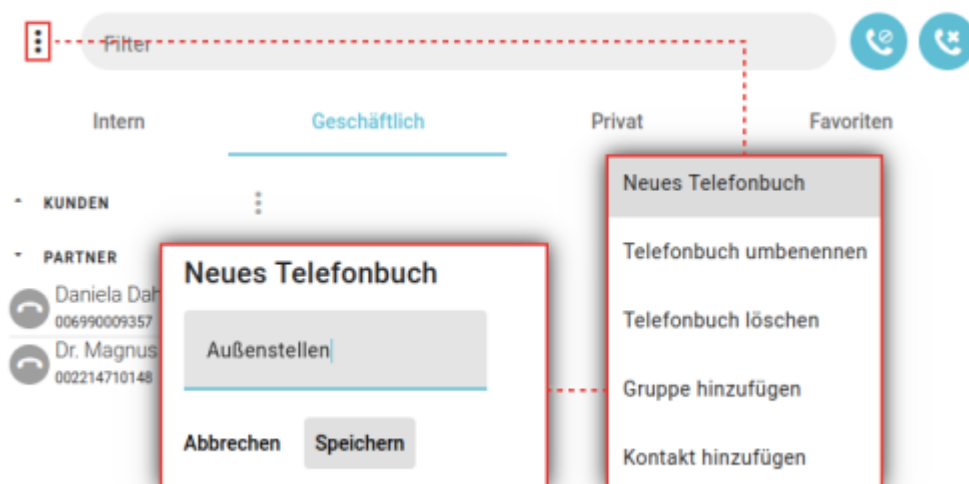 Filter
Intern Geschäftlich Privat Favoriten
KUNDEN
PARTNER
Daniela Dah
006990009357
Dr. Magnus
002214710148
Neues Telefonbuch
Außenstellen
Abbrechen Speichern
Neues Telefonbuch
Telefonbuch umbenennen
Telefonbuch löschen
Gruppe hinzufügen
Kontakt hinzufügen